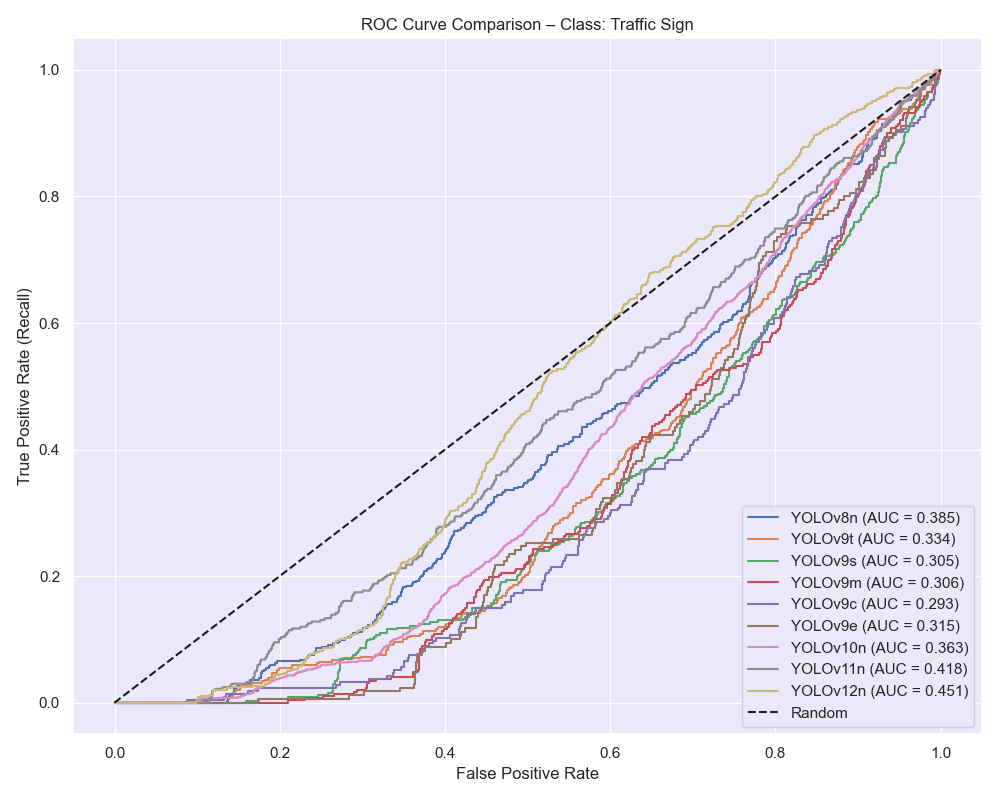 ROC Curve Comparison – Class: Traffic Sign
True Positive Rate (Recall)
1.0
0.8
0.6
0.4
0.2
0.0
0.0 0.2 0.4 0.6 0.8 1.0
False Positive Rate
YOLOv8n (AUC = 0.385)
YOLOv9t (AUC = 0.334)
YOLOv9s (AUC = 0.305)
YOLOv9m (AUC = 0.306)
YOLOv9c (AUC = 0.293)
YOLOv9e (AUC = 0.315)
YOLOv10n (AUC = 0.363)
YOLOv11n (AUC = 0.418)
YOLOv12n (AUC = 0.451)
Random